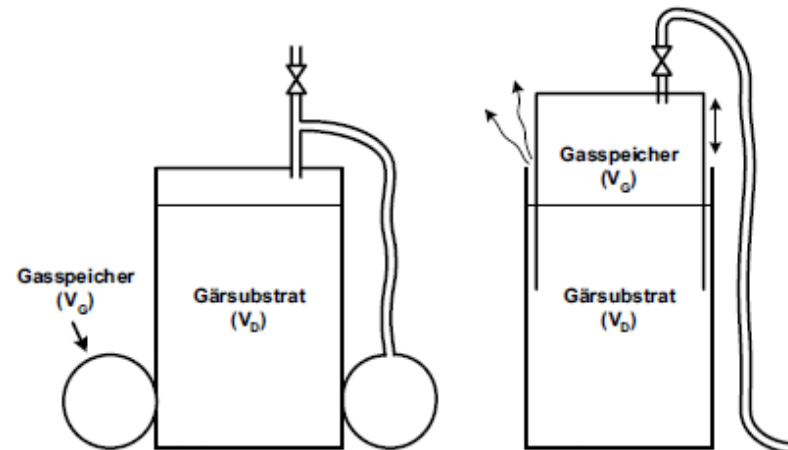 Gasspeicher
(V_G)
Gärsubstrat
(V_D)
Gasspeicher
(V_G)
Gärsubstrat
(V_D)